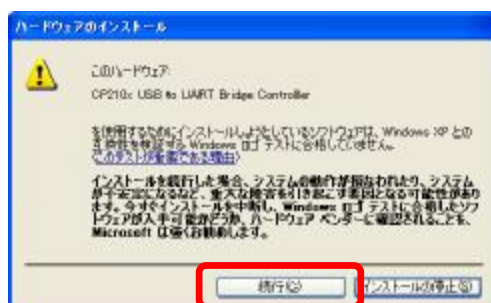 ハードウェアのインストール
このハードウェア:
CP210x USB to UART Bridge Controller
を使用するためにインストールしようとしているソフトウェアは、Windows XP との
互換性を検証する Windows ロゴ テストに合格していません。
(このテストが重要である理由)
インストールを続行した場合、システムの動作が損なわれたり、システム
が不安定になるなど、重大な障害を引き起こす要因となる可能性があり
ます。今すぐインストールを中断し、Windows ロゴ テストに合格したソフ
トウェアが入手可能かどうか、ハードウェア ベンダーに確認されることを、
Microsoft は強くお勧めします。
続行(C)
インストールの停止(S)